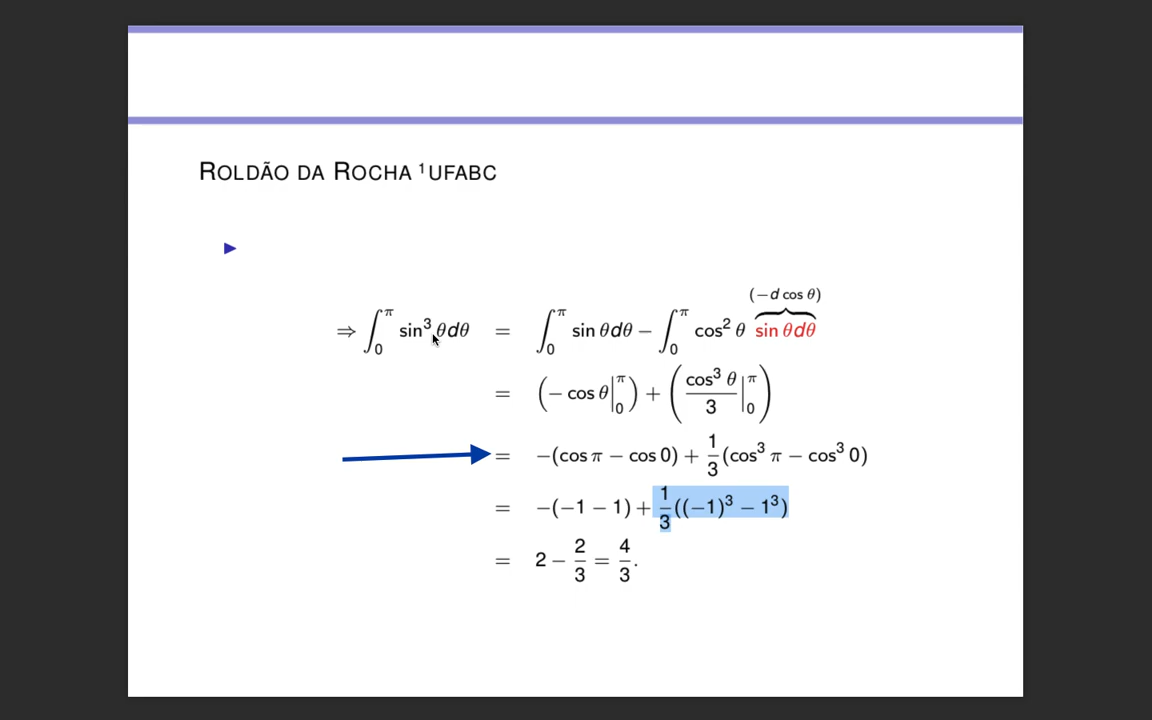 ROLDÃO DA ROCHA ¹UFABC
(−d cos θ)
⇒ ∫₀^π sin³ θdθ = ∫₀^π sin θdθ − ∫₀^π cos² θ sin θdθ
= (− cos θ|₀^π) + (cos³ θ/3|₀^π)
= −(cos π − cos 0) + 1/3(cos³ π − cos³ 0)
= −(−1 − 1) + 1/3((−1)³ − 1³)
= 2 − 2/3 = 4/3.